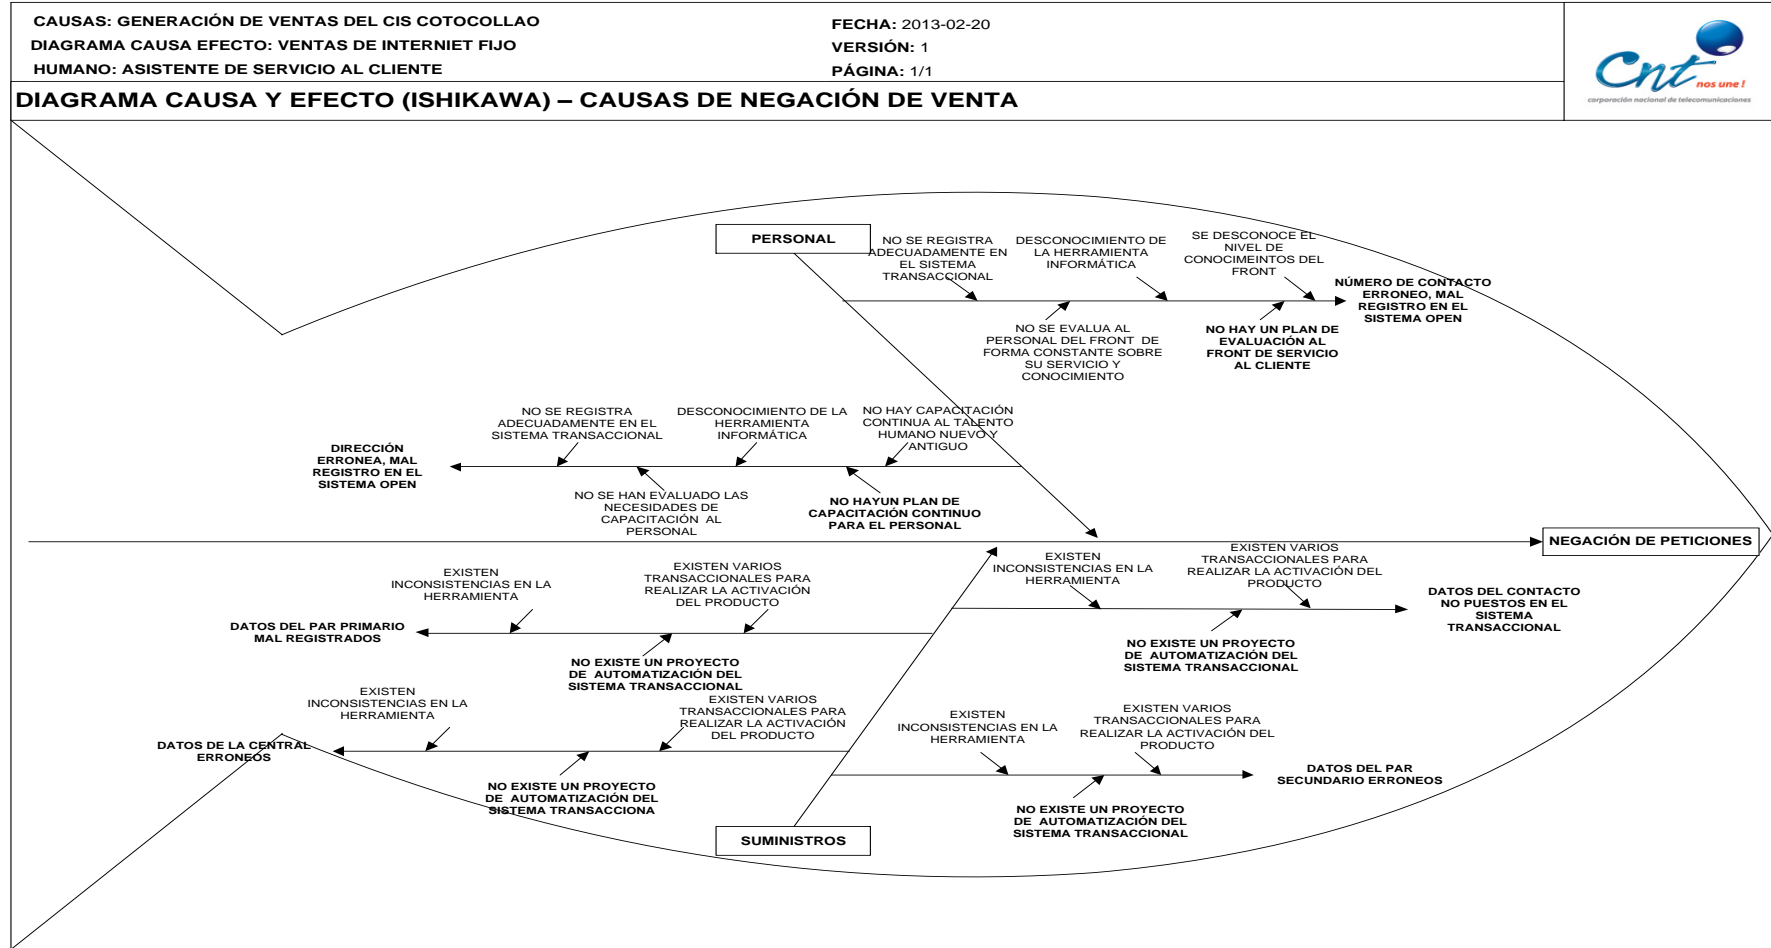 CAUSAS: GENERACIÓN DE VENTAS DEL CIS COTOCOLLAO
DIAGRAMA CAUSA EFECTO: VENTAS DE INTERNIET FIJO
HUMANO: ASISTENTE DE SERVICIO AL CLIENTE
FECHA: 2013-02-20
VERSIÓN: 1
PÁGINA: 1/1
Cnt
nos une !
corporación nacional de telecomunicaciones
DIAGRAMA CAUSA Y EFECTO (ISHIKAWA) – CAUSAS DE NEGACIÓN DE VENTA
PERSONAL
NO SE REGISTRA
ADECUADAMENTE EN
EL SISTEMA
TRANSACCIONAL
DESCONOCIMIENTO DE
LA HERRAMIENTA
INFORMÁTICA
SE DESCONOCE EL
NIVEL DE
CONOCIMEINTOS DEL
FRONT
NÚMERO DE CONTACTO
ERRONEO, MAL
REGISTRO EN EL
SISTEMA OPEN
NO SE EVALUA AL
PERSONAL DEL FRONT DE
FORMA CONSTANTE SOBRE
SU SERVICIO Y
CONOCIMIENTO
NO HAY UN PLAN DE
EVALUACIÓN AL
FRONT DE SERVICIO
AL CLIENTE
NO SE REGISTRA
ADECUADAMENTE EN EL
SISTEMA TRANSACCIONAL
DESCONOCIMIENTO DE LA
HERRAMIENTA
INFORMÁTICA
NO HAY CAPACITACIÓN
CONTINUA AL TALENTO
HUMANO NUEVO Y
ANTIGUO
DIRECCIÓN
ERRONEA, MAL
REGISTRO EN EL
SISTEMA OPEN
NO SE HAN EVALUADO LAS
NECESIDADES DE
CAPACITACIÓN AL
PERSONAL
NO HAYUN PLAN DE
CAPACITACIÓN CONTINUO
PARA EL PERSONAL
NEGACIÓN DE PETICIONES
EXISTEN
INCONSISTENCIAS EN LA
HERRAMIENTA
EXISTEN VARIOS
TRANSACCIONALES PARA
REALIZAR LA ACTIVACIÓN
DEL PRODUCTO
DATOS DEL PAR PRIMARIO
MAL REGISTRADOS
NO EXISTE UN PROYECTO
DE AUTOMATIZACIÓN DEL
SISTEMA TRANSACCIONAL
EXISTEN
INCONSISTENCIAS EN LA
HERRAMIENTA
EXISTEN VARIOS
TRANSACCIONALES PARA
REALIZAR LA ACTIVACIÓN DEL
PRODUCTO
DATOS DEL CONTACTO
NO PUESTOS EN EL
SISTEMA
TRANSACCIONAL
NO EXISTE UN PROYECTO
DE AUTOMATIZACIÓN DEL
SISTEMA TRANSACCIONAL
EXISTEN
INCONSISTENCIAS EN LA
HERRAMIENTA
EXISTEN VARIOS
TRANSACCIONALES PARA
REALIZAR LA ACTIVACIÓN
DEL PRODUCTO
DATOS DE LA CENTRAL
ERRONEOS
NO EXISTE UN PROYECTO
DE AUTOMATIZACIÓN DEL
SISTEMA TRANSACCIONA
EXISTEN
INCONSISTENCIAS EN LA
HERRAMIENTA
EXISTEN VARIOS
TRANSACCIONALES PARA
REALIZAR LA ACTIVACIÓN DEL
PRODUCTO
DATOS DEL PAR
SECUNDARIO ERRONEOS
NO EXISTE UN PROYECTO
DE AUTOMATIZACIÓN DEL
SISTEMA TRANSACCIONAL
SUMINISTROS